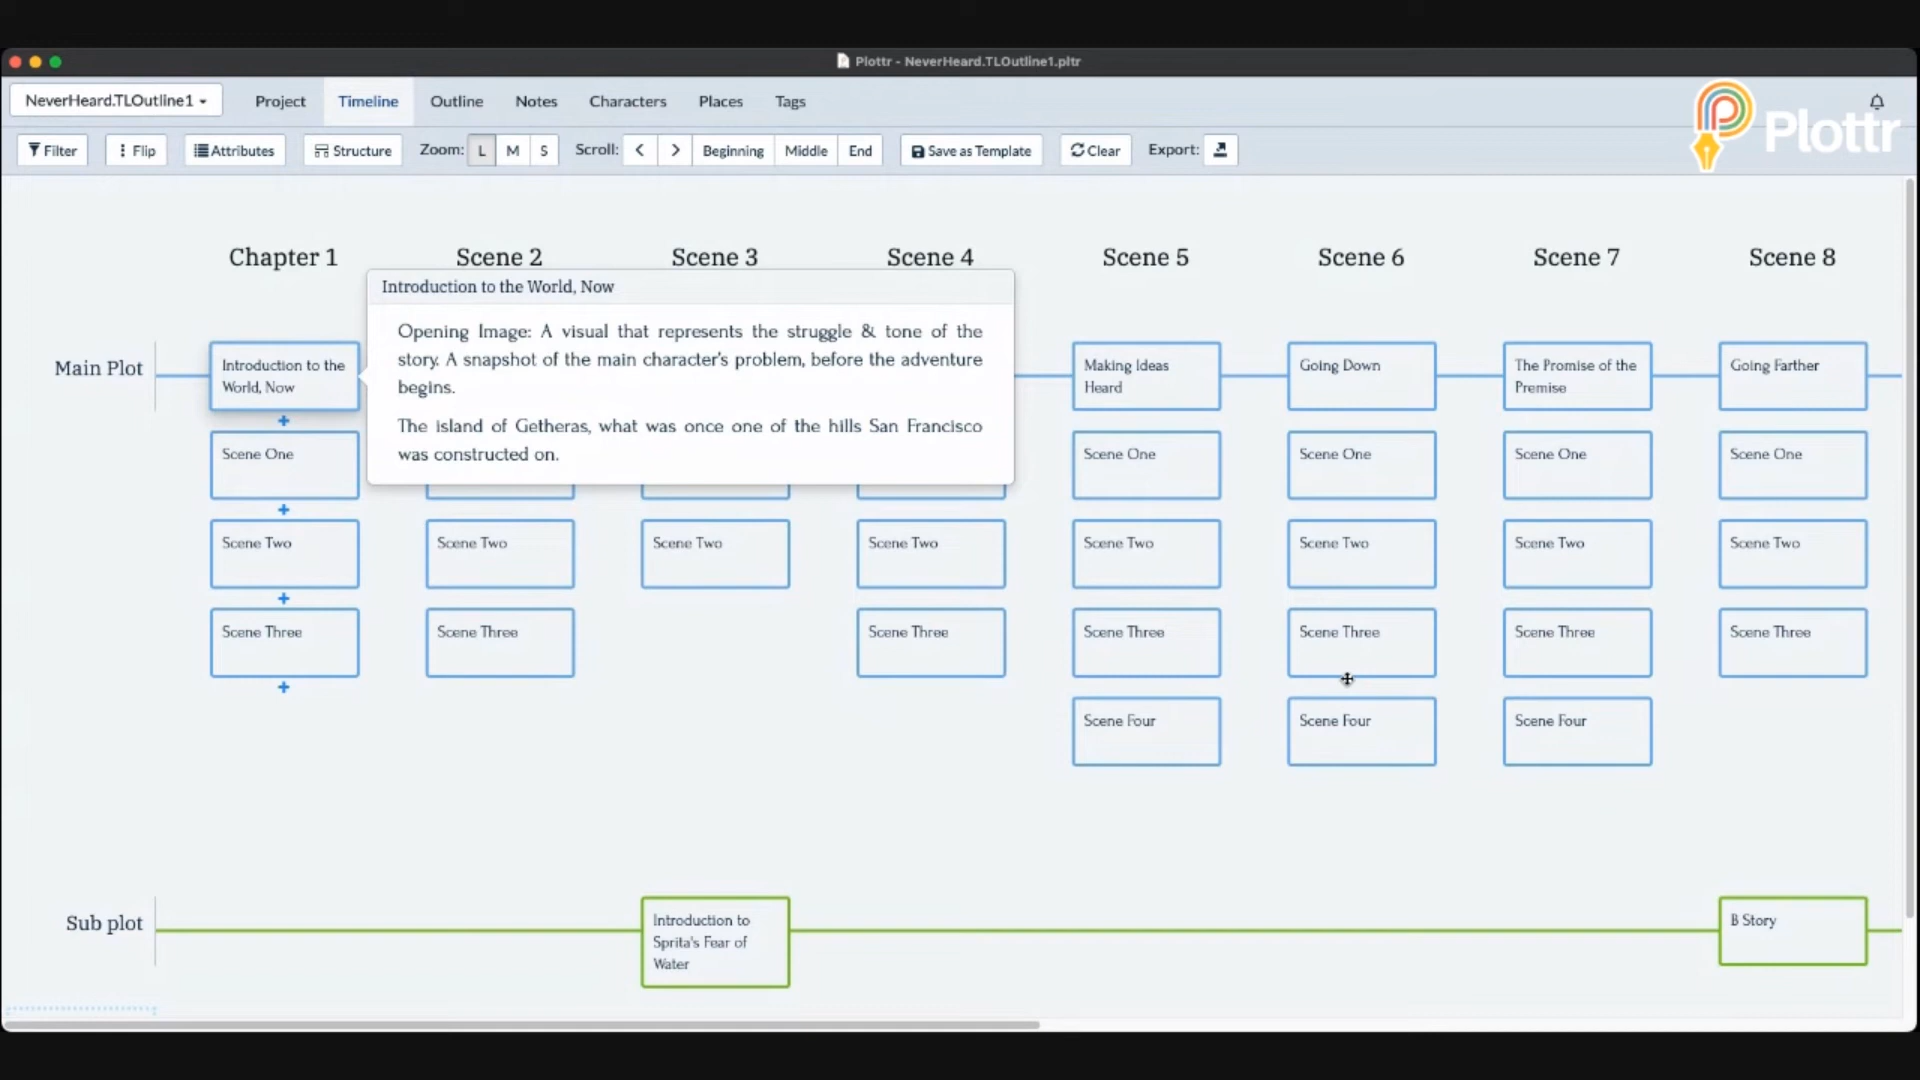 Plottr - NeverHeard.TLOutline1.pltr
NeverHeard.TLOutline1
Project
Timeline
Outline
Notes
Characters
Places
Tags
Plottr
Filter
Flip
Attributes
Structure
Zoom:
L
M
S
Scroll:
Beginning
Middle
End
Save as Template
Clear
Export:
Chapter 1
Scene 2
Scene 3
Scene 4
Scene 5
Scene 6
Scene 7
Scene 8
Introduction to the World, Now
Opening Image: A visual that represents the struggle & tone of the
story. A snapshot of the main character's problem, before the adventure
begins.
The island of Getheras, what was once one of the hills San Francisco
was constructed on.
Main Plot
Introduction to the
World, Now
Making Ideas
Heard
Going Down
The Promise of the
Premise
Going Farther
Scene One
Scene One
Scene One
Scene One
Scene One
Scene Two
Scene Two
Scene Two
Scene Two
Scene Two
Scene Two
Scene Two
Scene Two
Scene Three
Scene Three
Scene Three
Scene Three
Scene Three
Scene Three
Scene Three
Scene Four
Scene Four
Scene Four
Sub plot
Introduction to
Sprita's Fear of
Water
B Story